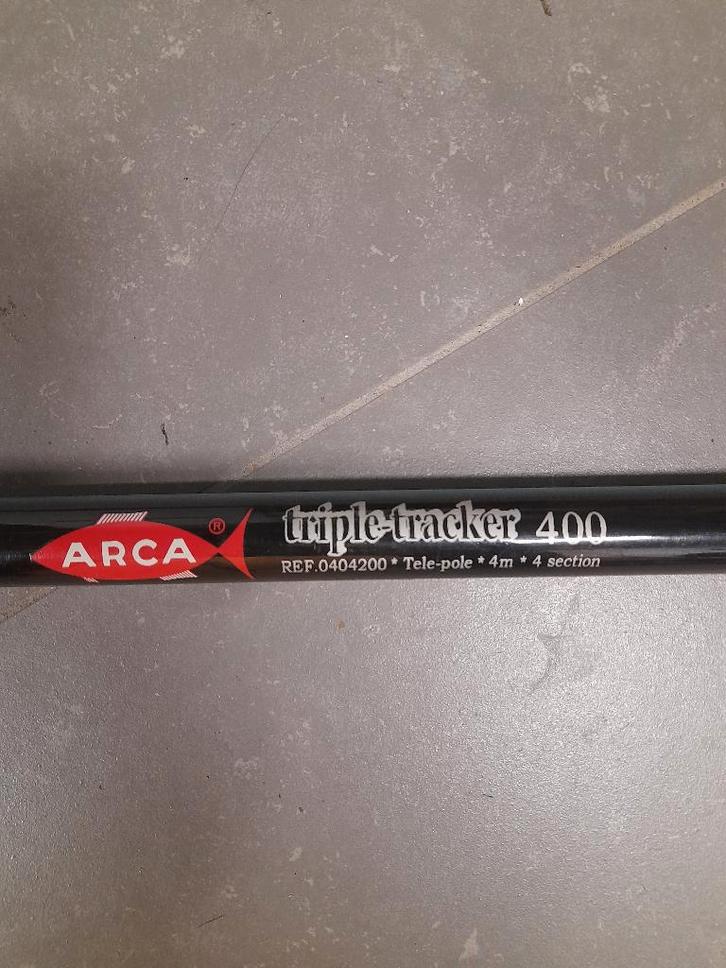 ARCA ®
triple-tracker 400
REF.0404200 * Tele-pole * 4m * 4 section